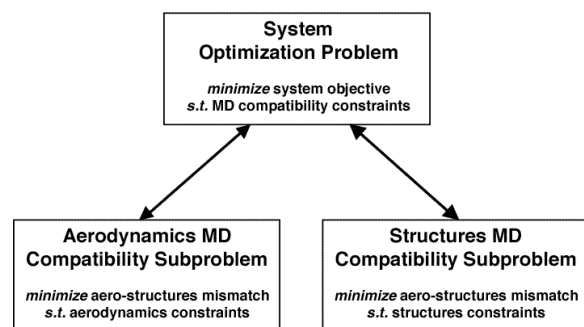 System
Optimization Problem
minimize system objective
s.t. MD compatibility constraints
Aerodynamics MD
Compatibility Subproblem
minimize aero-structures mismatch
s.t. aerodynamics constraints
Structures MD
Compatibility Subproblem
minimize aero-structures mismatch
s.t. structures constraints